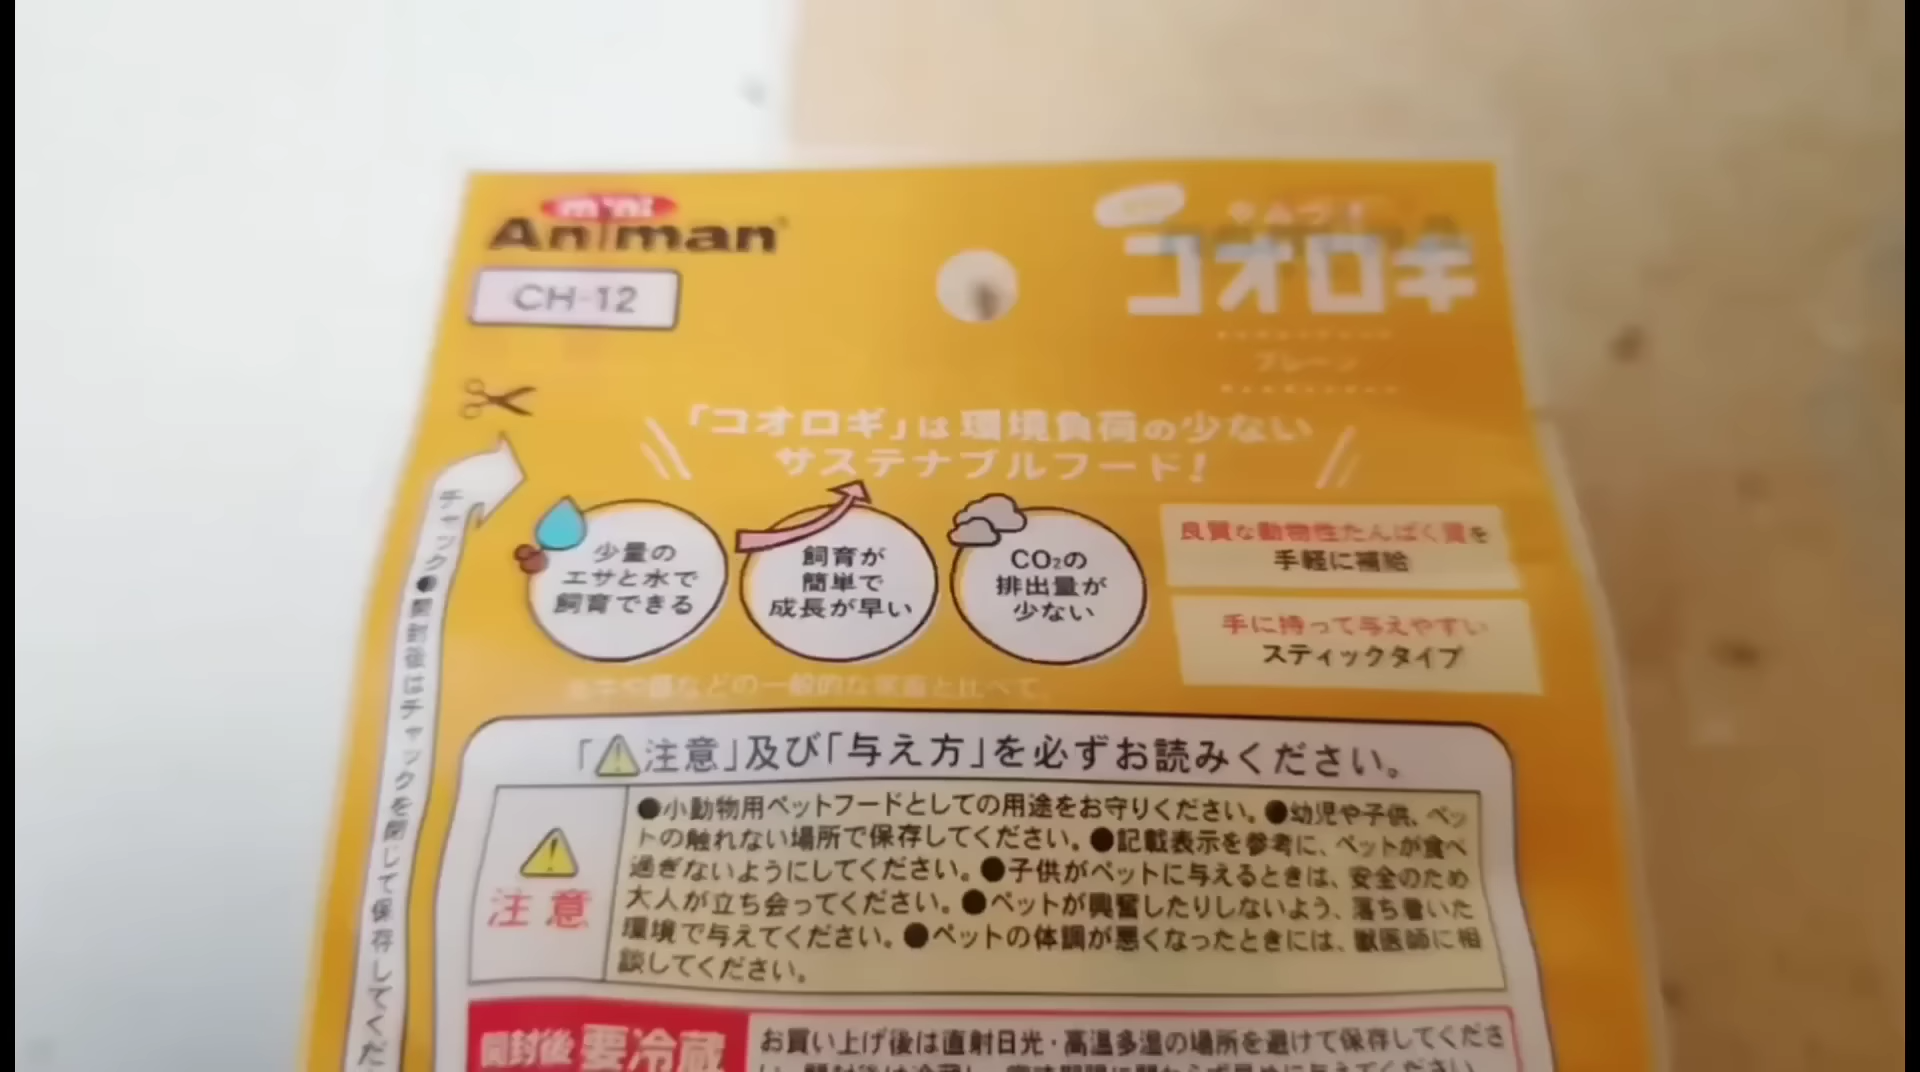 mini
Animan
CH-12
コオロギ
プレーン
「コオロギ」は環境負荷の少ない
サステナブルフード!
少量の
エサと水で
飼育できる
飼育が
簡単で
成長が早い
CO₂の
排出量が
少ない
良質な動物性たんぱく質を
手軽に補給
手に持って与えやすい
スティックタイプ
などの一般的な家畜と比べて
チャック●開封後はチャックを閉じて保存してくだ
「⚠注意」及び「与え方」を必ずお読みください。
注意
●小動物用ペットフードとしての用途をお守りください。●幼児や子供、ペッ
トの触れない場所で保存してください。●記載表示を参考に、ペットが食べ
過ぎないようにしてください。●子供がペットに与えるときは、安全のため
大人が立ち会ってください。●ペットが興奮したりしないよう、落ち着いた
環境で与えてください。●ペットの体調が悪くなったときには、獣医師に相
談してください。
開封後要冷蔵
お買い上げ後は直射日光・高温多湿の場所を避けて保存してくださ